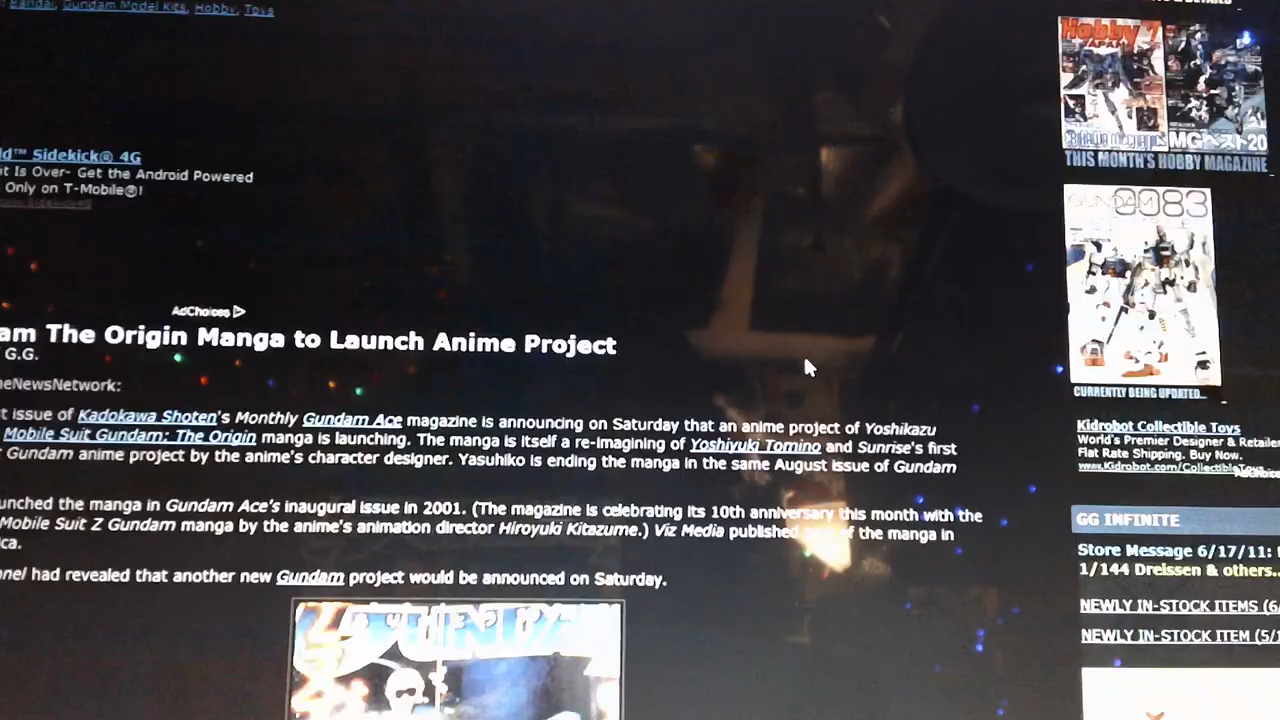 Bandai, Gundam Model Kits, Hobby, Toys
Sidekick® 4G
It Is Over- Get the Android Powered
Only on T-Mobile®!
AdChoices
am The Origin Manga to Launch Anime Project
G.G.
eNewsNetwork:
t issue of Kadokawa Shoten's Monthly Gundam Ace magazine is announcing on Saturday that an anime project of Yoshikazu
Mobile Suit Gundam: The Origin manga is launching. The manga is itself a re-imagining of Yoshiyuki Tomino and Sunrise's first
Gundam anime project by the anime's character designer. Yasuhiko is ending the manga in the same August issue of Gundam
unched the manga in Gundam Ace's inaugural issue in 2001. (The magazine is celebrating its 10th anniversary this month with the
Mobile Suit Z Gundam manga by the anime's animation director Hiroyuki Kitazume.) Viz Media published of the manga in
ca.
nnel had revealed that another new Gundam project would be announced on Saturday.
Hobby 7
JAPAN
MGベスト20
THIS MONTH'S HOBBY MAGAZINE
GUNDAM 0083
CURRENTLY BEING UPDATED...
Kidrobot Collectible Toys
World's Premier Designer & Retailer
Flat Rate Shipping. Buy Now.
www.Kidrobot.com/CollectibleToys
AdChoices
GG INFINITE
Store Message 6/17/11:
1/144 Dreissen & others..
NEWLY IN-STOCK ITEMS (6/
NEWLY IN-STOCK ITEM (5/1